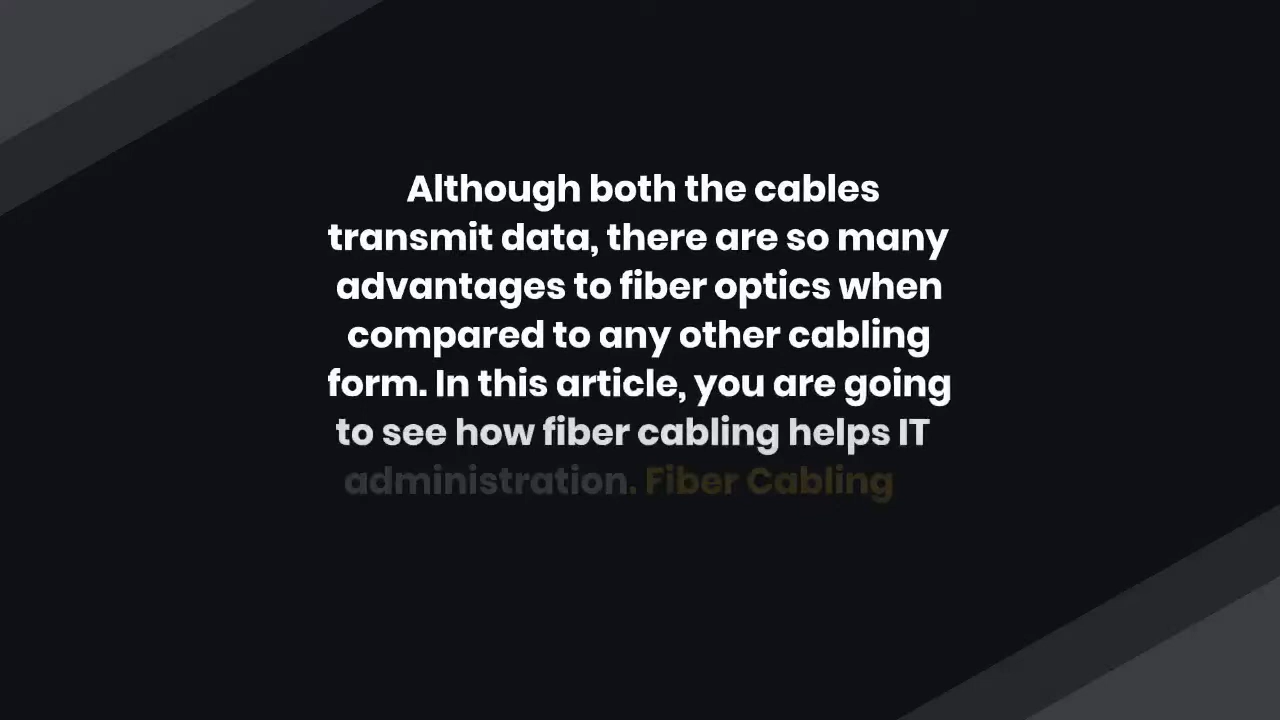 Although both the cables
transmit data, there are so many
advantages to fiber optics when
compared to any other cabling
form. In this article, you are going
to see how fiber cabling helps IT
administration. Fiber Cabling